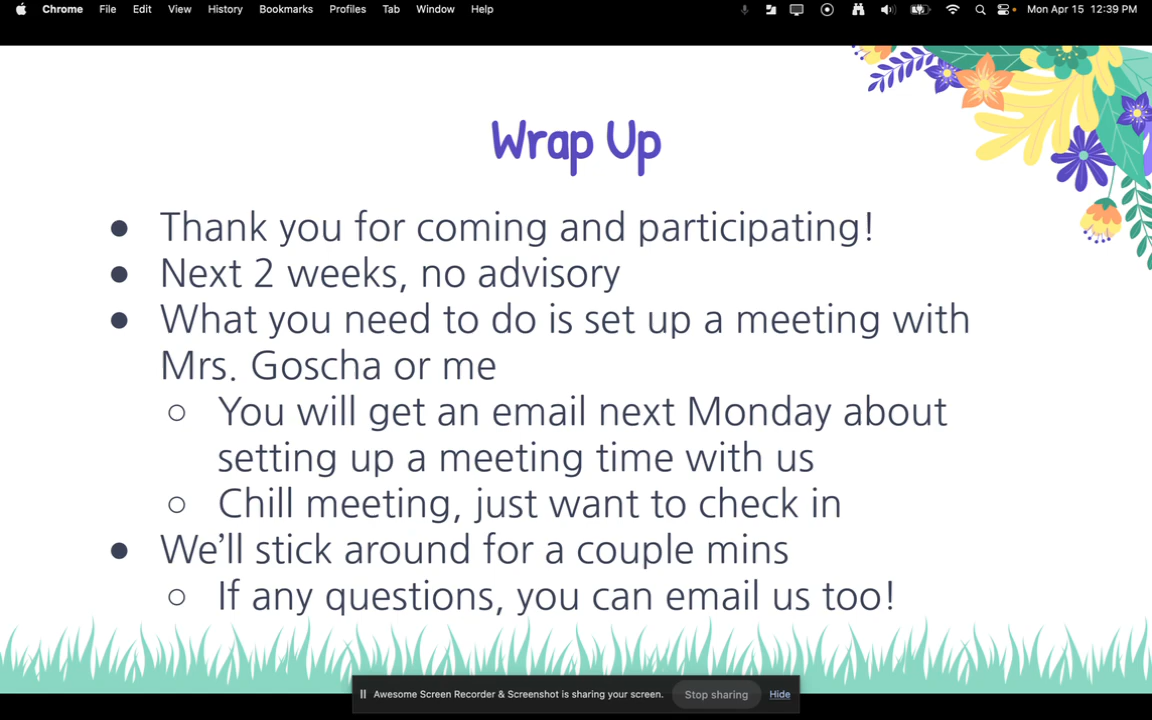 Chrome File Edit View History Bookmarks Profiles Tab Window Help Mon Apr 15 12:39 PM
Wrap Up
● Thank you for coming and participating!
● Next 2 weeks, no advisory
● What you need to do is set up a meeting with
Mrs. Goscha or me
○ You will get an email next Monday about
setting up a meeting time with us
○ Chill meeting, just want to check in
● We’ll stick around for a couple mins
○ If any questions, you can email us too!
Awesome Screen Recorder & Screenshot is sharing your screen. Stop sharing Hide